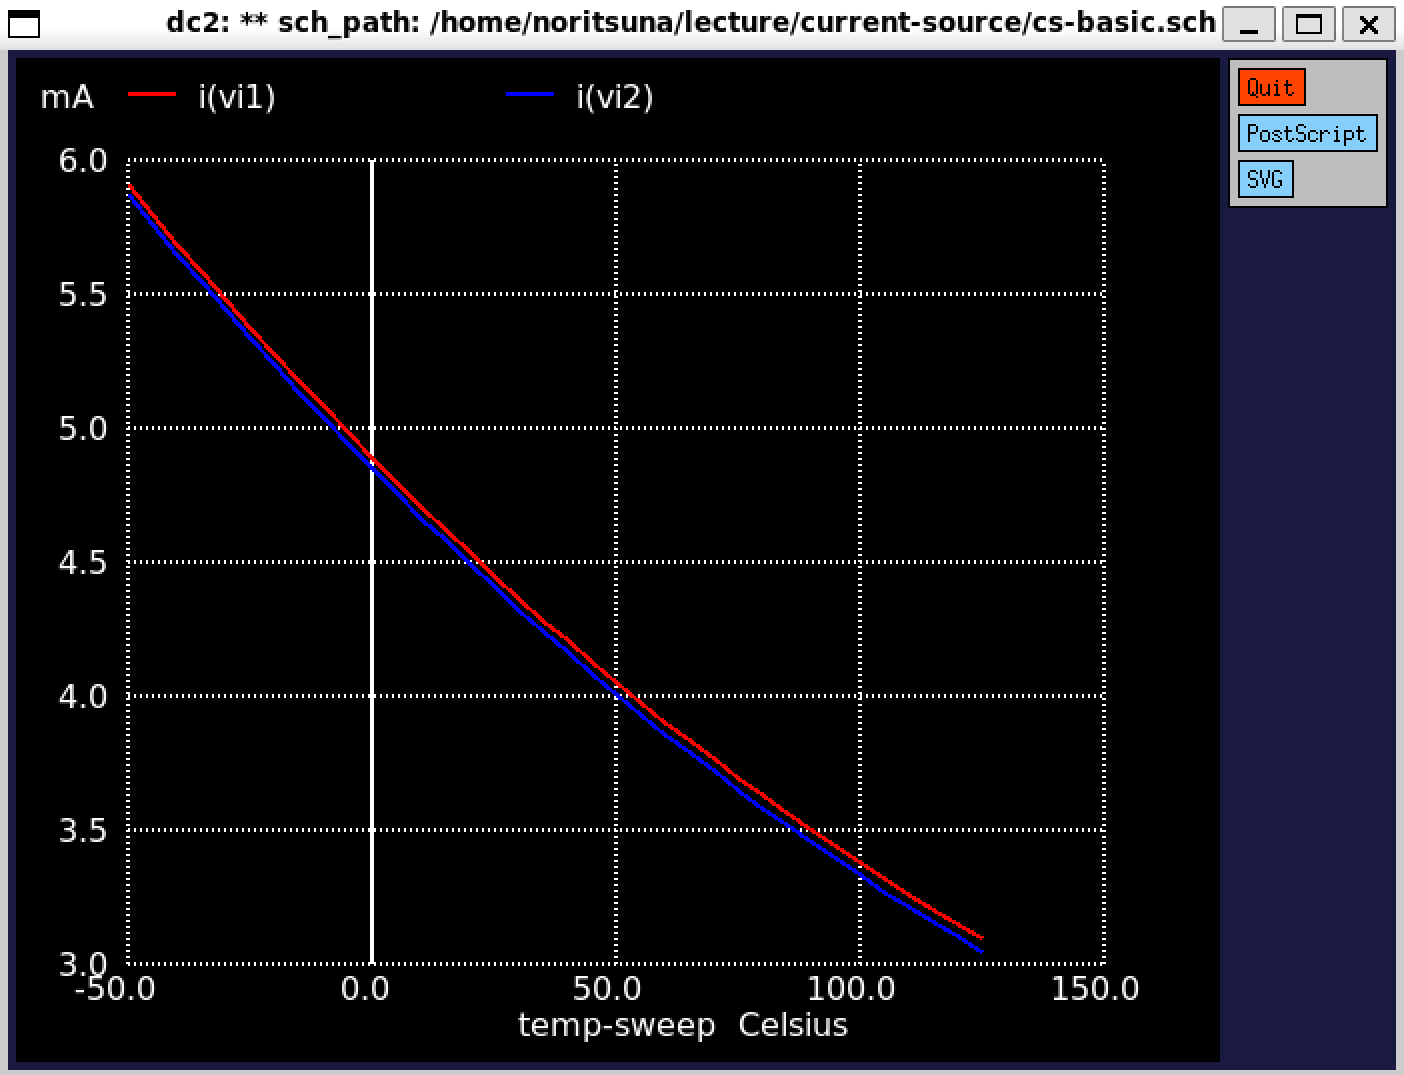 dc2: ** sch_path: /home/noritsuna/lecture/current-source/cs-basic.sch
Quit
PostScript
SVG
mA i(vi1) i(vi2)
6.0
5.5
5.0
4.5
4.0
3.5
3.0
-50.0 0.0 50.0 100.0 150.0
temp-sweep Celsius